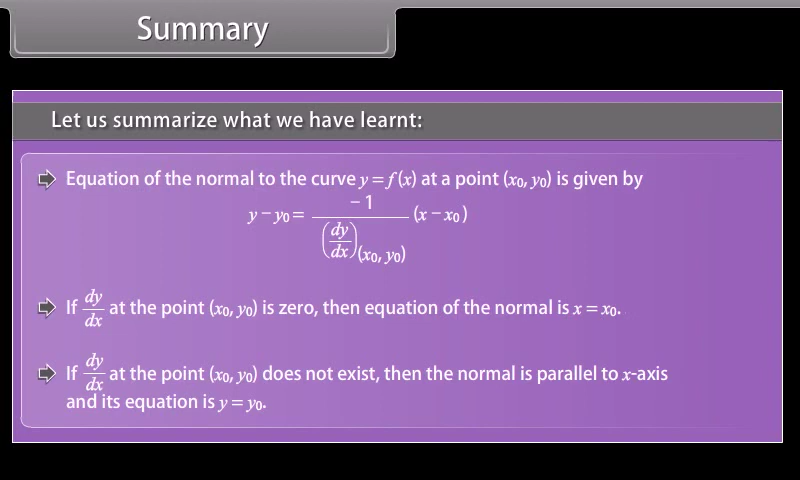 Summary
Let us summarize what we have learnt:
Equation of the normal to the curve y = f(x) at a point (x₀, y₀) is given by
y − y₀ = −1 / (dy/dx)(x₀, y₀) (x − x₀)
If dy/dx at the point (x₀, y₀) is zero, then equation of the normal is x = x₀.
If dy/dx at the point (x₀, y₀) does not exist, then the normal is parallel to x-axis
and its equation is y = y₀.